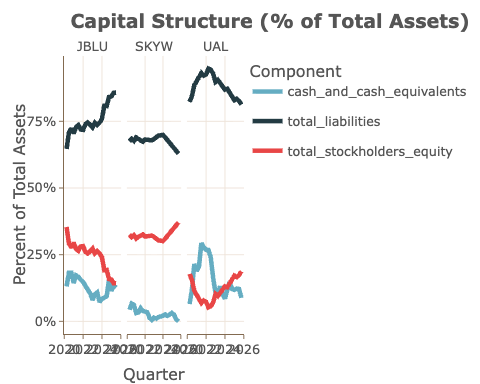 Capital Structure (% of Total Assets)
JBLU SKYW UAL
Component
cash_and_cash_equivalents
total_liabilities
total_stockholders_equity
Percent of Total Assets
75%
50%
25%
0%
2026
Quarter